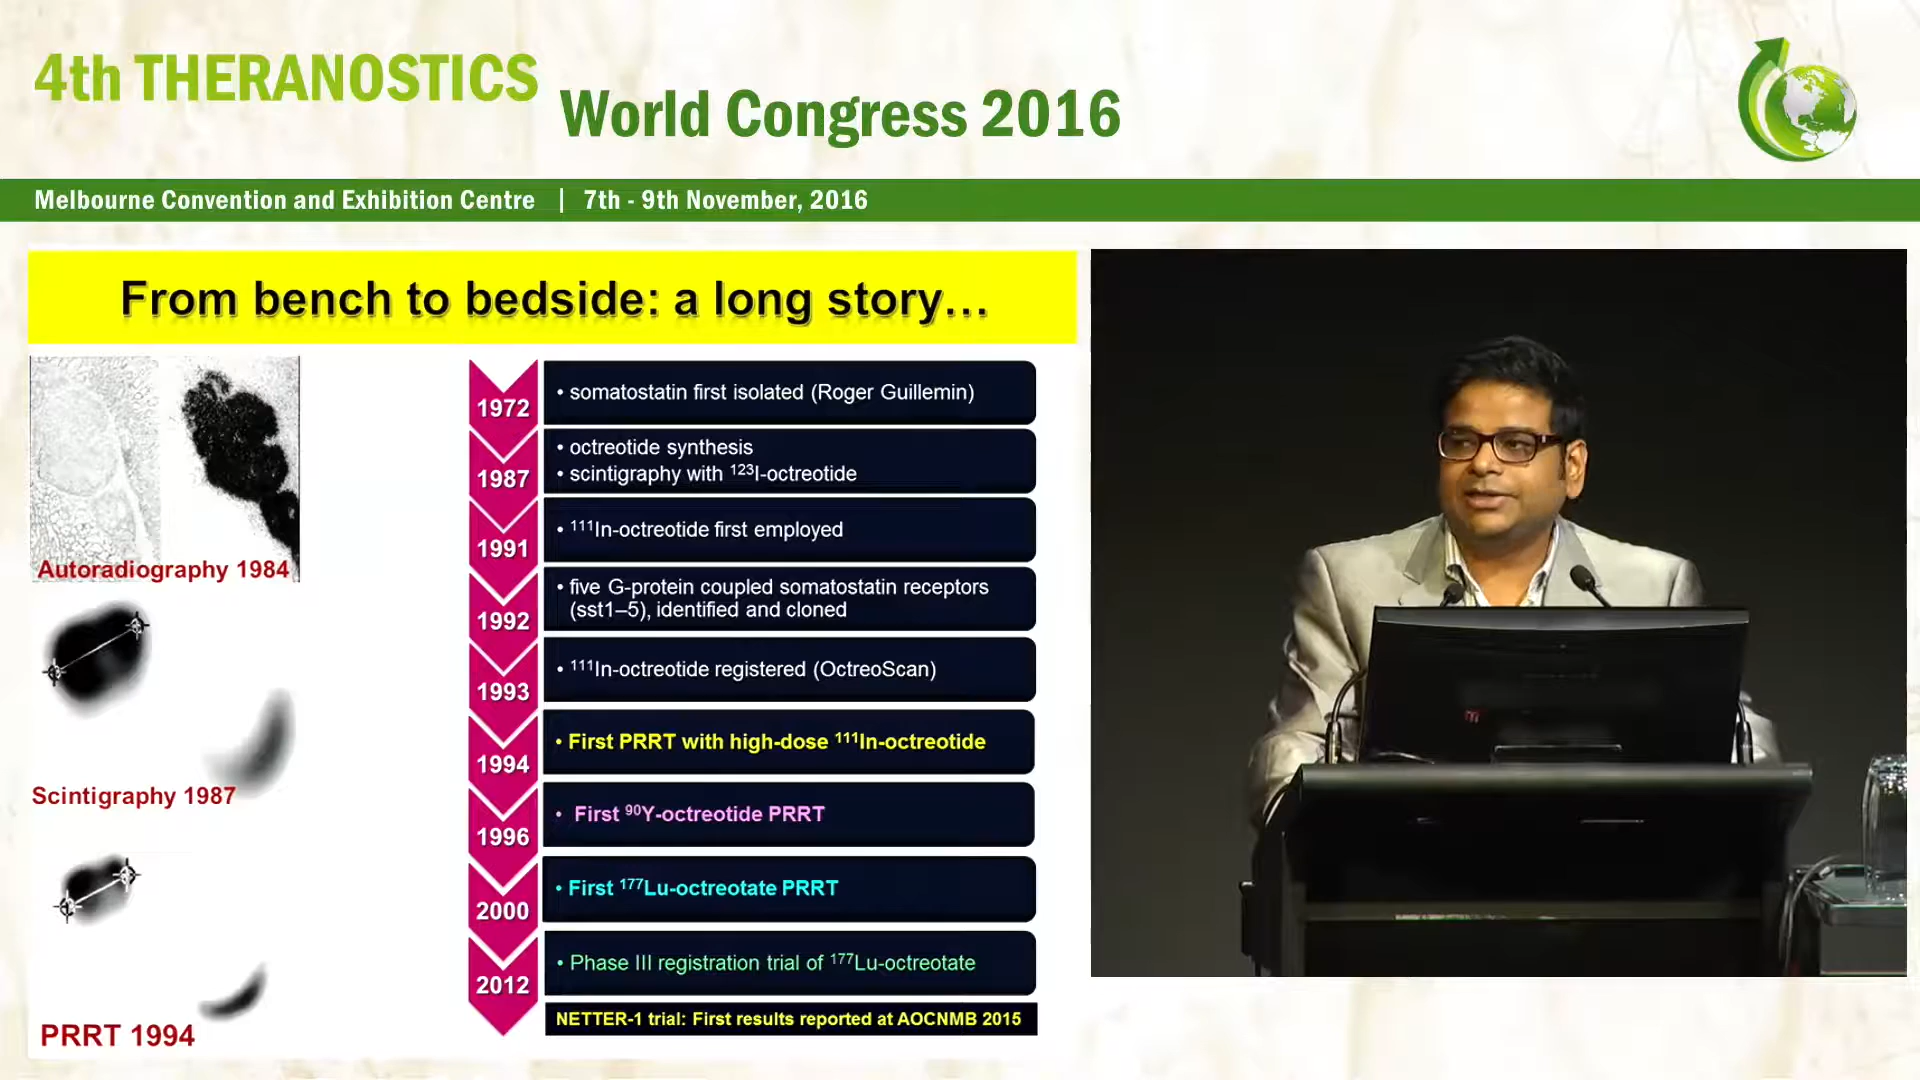 4th THERANOSTICS
World Congress 2016
Melbourne Convention and Exhibition Centre | 7th - 9th November, 2016
From bench to bedside: a long story...
Autoradiography 1984
Scintigraphy 1987
PRRT 1994
1972
• somatostatin first isolated (Roger Guillemin)
1987
• octreotide synthesis
• scintigraphy with ¹²³I-octreotide
1991
• ¹¹¹In-octreotide first employed
1992
• five G-protein coupled somatostatin receptors
(sst1–5), identified and cloned
1993
• ¹¹¹In-octreotide registered (OctreoScan)
1994
• First PRRT with high-dose ¹¹¹In-octreotide
1996
• First ⁹⁰Y-octreotide PRRT
2000
• First ¹⁷⁷Lu-octreotate PRRT
2012
• Phase III registration trial of ¹⁷⁷Lu-octreotate
NETTER-1 trial: First results reported at AOCNMB 2015